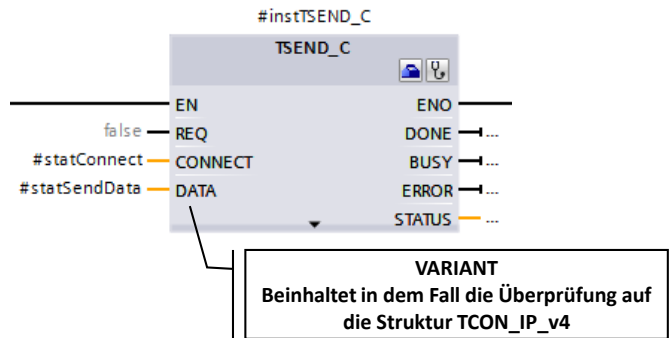 #instTSEND_C
TSEND_C
EN
ENO
false
REQ
DONE
...
#statConnect
CONNECT
BUSY
...
#statSendData
DATA
ERROR
...
STATUS
...
VARIANT
Beinhaltet in dem Fall die Überprüfung auf
die Struktur TCON_IP_v4